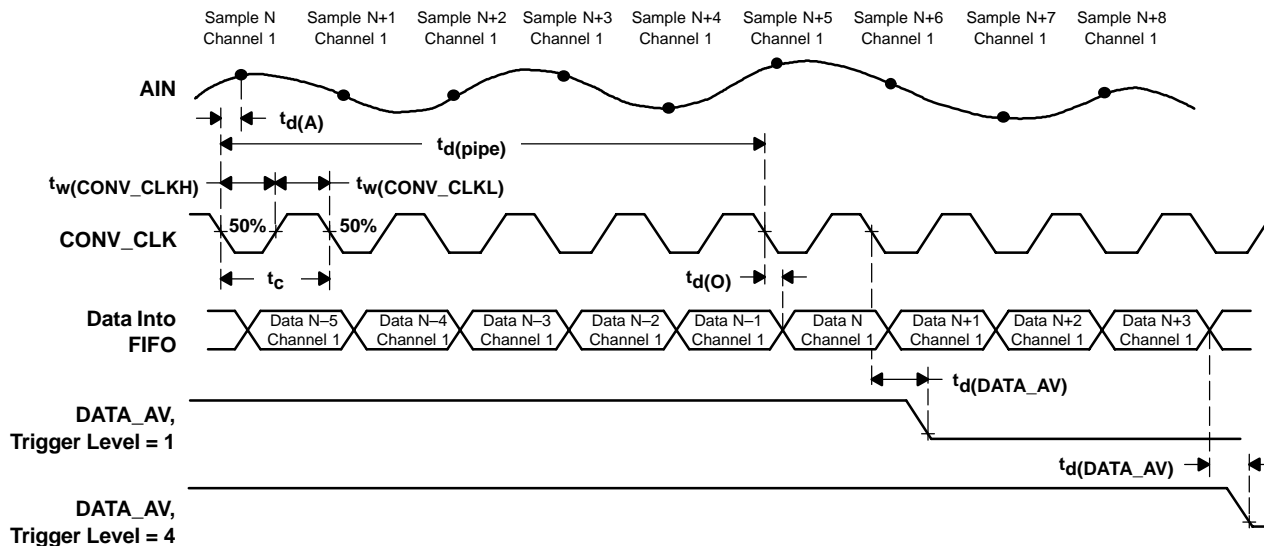 Sample N Sample N+1 Sample N+2 Sample N+3 Sample N+4 Sample N+5 Sample N+6 Sample N+7 Sample N+8
Channel 1 Channel 1 Channel 1 Channel 1 Channel 1 Channel 1 Channel 1 Channel 1 Channel 1
AIN
td(A)
td(pipe)
tw(CONV_CLKH) tw(CONV_CLKL)
CONV_CLK 50% 50%
tc
td(O)
Data Into
FIFO
Data N–5 Data N–4 Data N–3 Data N–2 Data N–1 Data N Data N+1 Data N+2 Data N+3
Channel 1 Channel 1 Channel 1 Channel 1 Channel 1 Channel 1 Channel 1 Channel 1 Channel 1
td(DATA_AV)
DATA_AV,
Trigger Level = 1
td(DATA_AV)
DATA_AV,
Trigger Level = 4